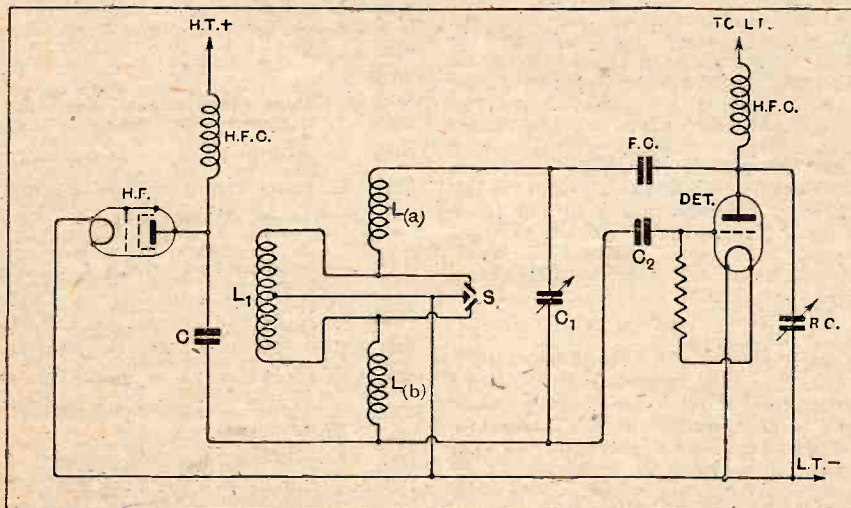 H.T.+
TO L.T.
H.F.C.
H.F.C.
F.C.
H.F.
DET.
L(a)
C₂
L₁
S
C
C₁
R.C.
L(b)
L.T.-